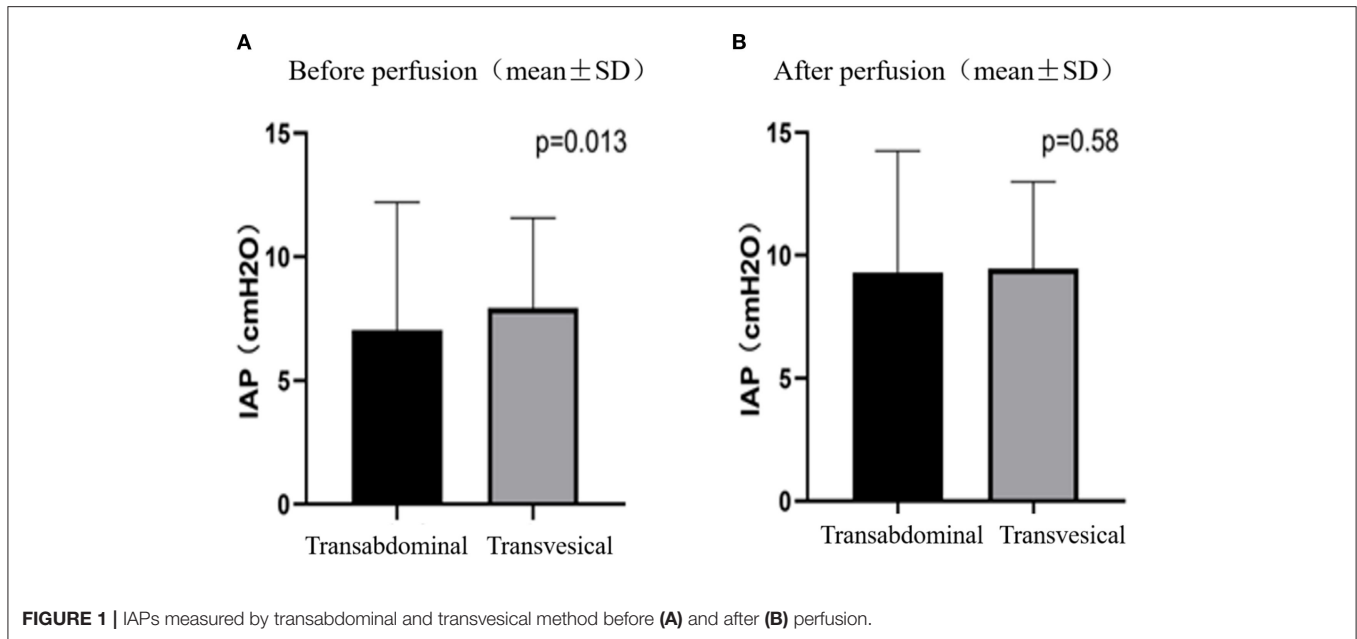 A
Before perfusion（mean±SD）
p=0.013
15
10
5
0
IAP（cmH2O）
Transabdominal Transvesical
B
After perfusion（mean±SD）
p=0.58
15
10
5
0
IAP（cmH2O）
Transabdominal Transvesical
FIGURE 1 | IAPs measured by transabdominal and transvesical method before (A) and after (B) perfusion.